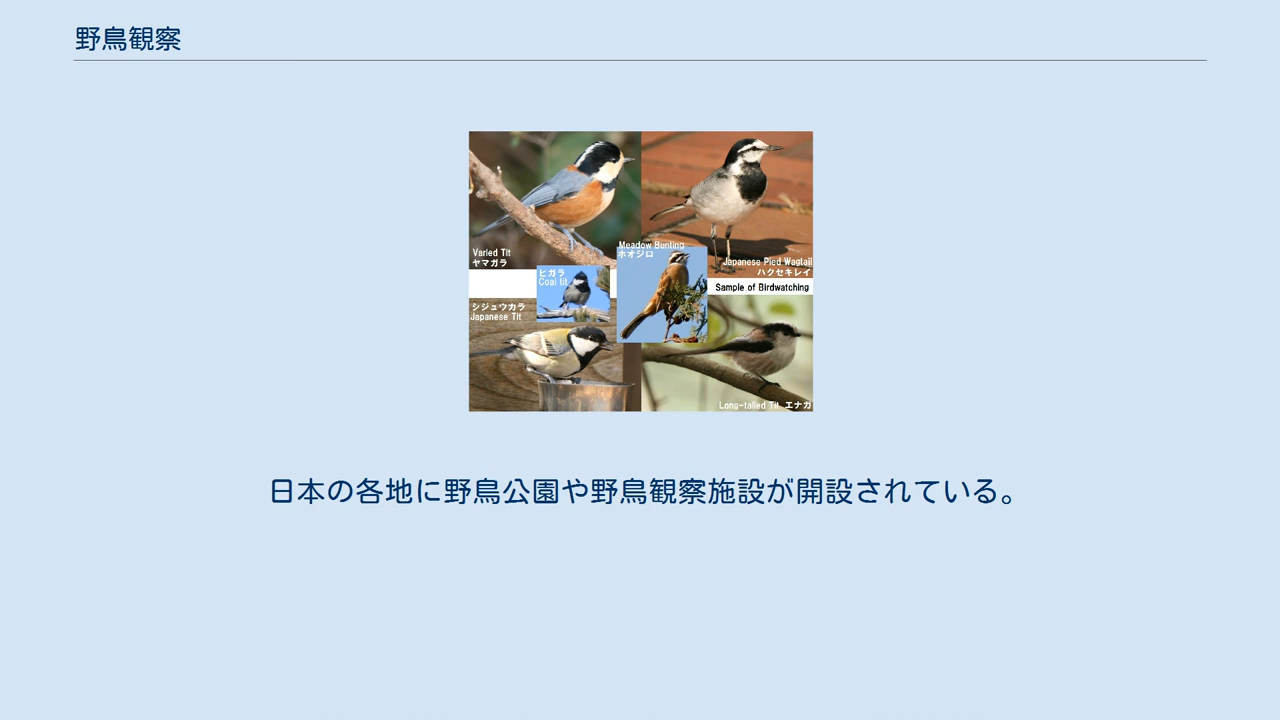 野鳥観察
Varied Tit
ヤマガラ
Meadow Bunting
ホオジロ
Japanese Pied Wagtail
ハクセキレイ
ヒガラ
Coal tit
Sample of Birdwatching
シジュウカラ
Japanese Tit
Long-tailed Tit エナガ
日本の各地に野鳥公園や野鳥観察施設が開設されている。